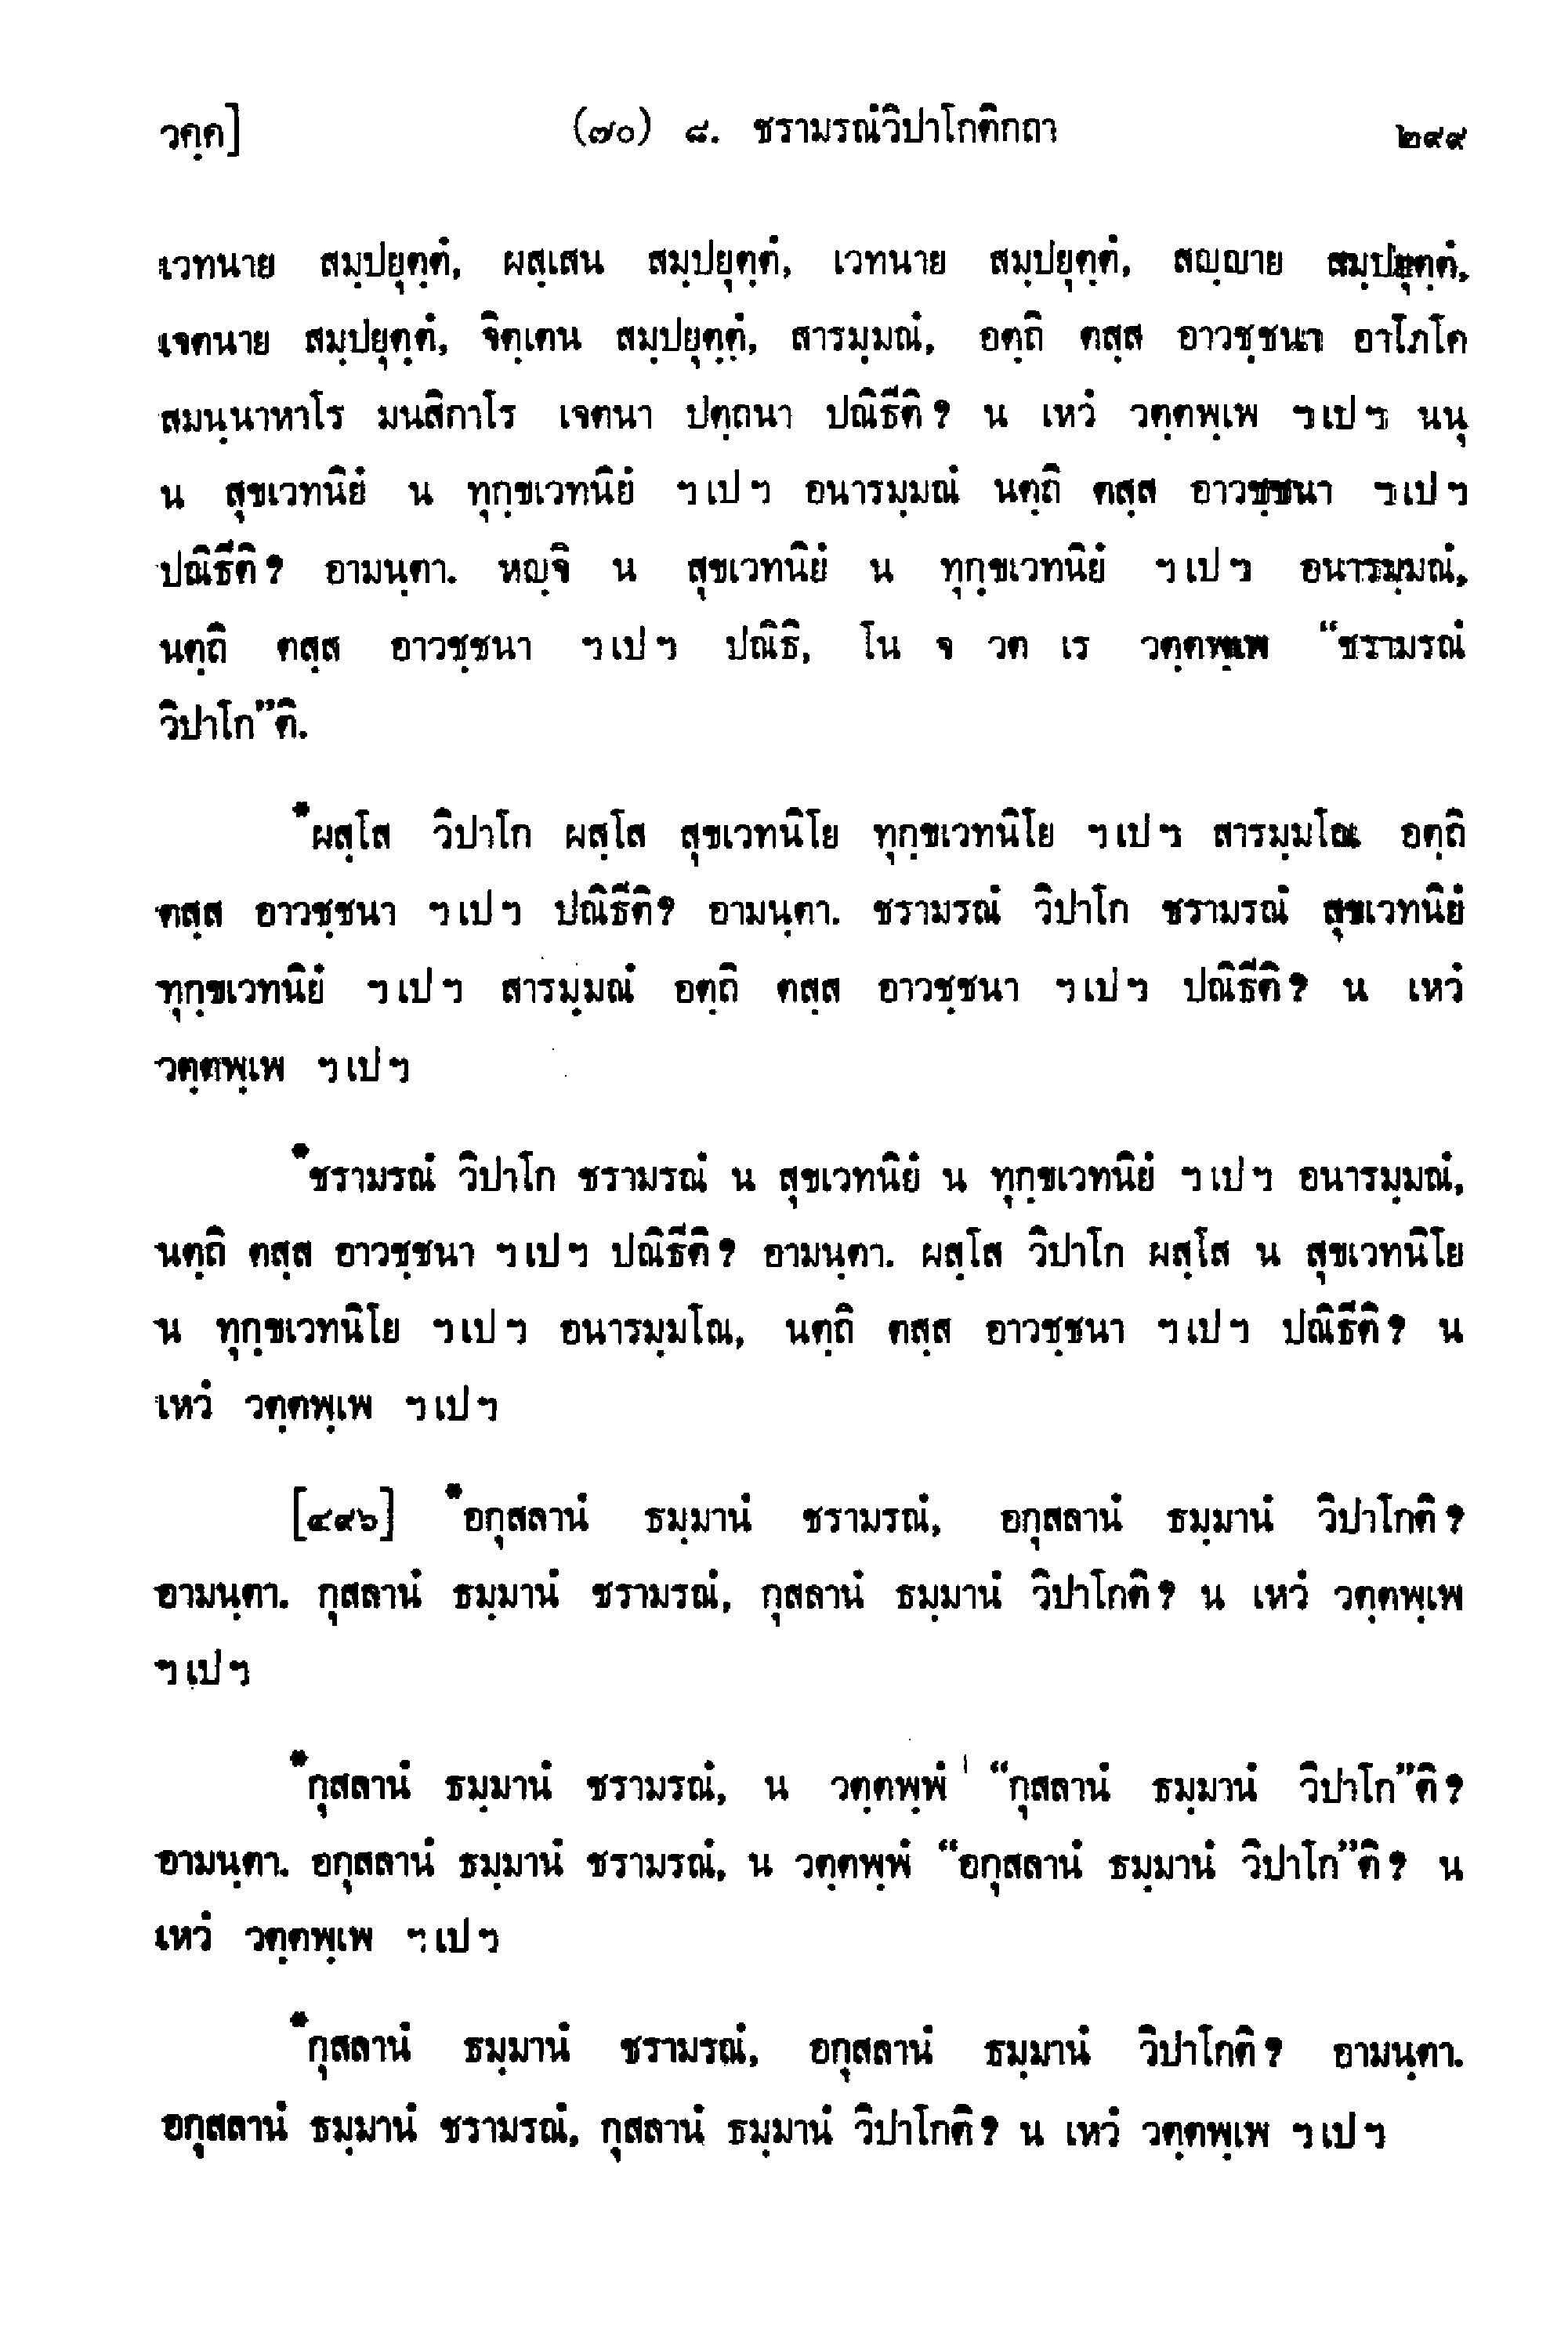 วคฺค]
(๗๐) ๘. ชรามรณํวิปาโกติกถา
๒๙๙
เวทนาย สมฺปยุตฺตํ, ผสฺเสน สมฺปยุตฺตํ, เวทนาย สมฺปยุตฺตํ, สญฺญาย สมฺปยุตฺตํ,
เจตนาย สมฺปยุตฺตํ, จิตฺเตน สมฺปยุตฺตํ, สารมฺมณํ, อตฺถิ ตสฺส อาวชฺชนา อาโภโค
สมนฺนาหาโร มนสิกาโร เจตนา ปตฺถนา ปณิธีติ? น เหวํ วตฺตพฺเพ ฯเปฯ นนุ
น สุขเวทนิยํ น ทุกฺขเวทนิยํ ฯเปฯ อนารมฺมณํ นตฺถิ ตสฺส อาวชฺชนา ฯเปฯ
ปณิธีติ? อามนฺตา. หญฺจิ น สุขเวทนิยํ น ทุกฺขเวทนิยํ ฯเปฯ อนารมฺมณํ,
นตฺถิ ตสฺส อาวชฺชนา ฯเปฯ ปณิธิ, โน จ วต เร วตฺตพฺเพ “ชรามรณํ
วิปาโก”ติ.
*ผสฺโส วิปาโก ผสฺโส สุขเวทนิโย ทุกฺขเวทนิโย ฯเปฯ สารมฺมโณ อตฺถิ
ตสฺส อาวชฺชนา ฯเปฯ ปณิธีติ? อามนฺตา. ชรามรณํ วิปาโก ชรามรณํ สุขเวทนิยํ
ทุกฺขเวทนิยํ ฯเปฯ สารมฺมณํ อตฺถิ ตสฺส อาวชฺชนา ฯเปฯ ปณิธีติ? น เหวํ
วตฺตพฺเพ ฯเปฯ
*ชรามรณํ วิปาโก ชรามรณํ น สุขเวทนิยํ น ทุกฺขเวทนิยํ ฯเปฯ อนารมฺมณํ,
นตฺถิ ตสฺส อาวชฺชนา ฯเปฯ ปณิธีติ? อามนฺตา. ผสฺโส วิปาโก ผสฺโส น สุขเวทนิโย
น ทุกฺขเวทนิโย ฯเปฯ อนารมฺมโณ, นตฺถิ ตสฺส อาวชฺชนา ฯเปฯ ปณิธีติ? น
เหวํ วตฺตพฺเพ ฯเปฯ
[๔๙๖] *อกุสลานํ ธมฺมานํ ชรามรณํ, อกุสลานํ ธมฺมานํ วิปาโกติ?
อามนฺตา. กุสลานํ ธมฺมานํ ชรามรณํ, กุสลานํ ธมฺมานํ วิปาโกติ? น เหวํ วตฺตพฺเพ
ฯเปฯ
*กุสลานํ ธมฺมานํ ชรามรณํ, น วตฺตพฺพํ “กุสลานํ ธมฺมานํ วิปาโก”ติ?
อามนฺตา. อกุสลานํ ธมฺมานํ ชรามรณํ, น วตฺตพฺพํ “อกุสลานํ ธมฺมานํ วิปาโก”ติ? น
เหวํ วตฺตพฺเพ ฯเปฯ
*กุสลานํ ธมฺมานํ ชรามรณํ, อกุสลานํ ธมฺมานํ วิปาโกติ? อามนฺตา.
อกุสลานํ ธมฺมานํ ชรามรณํ, กุสลานํ ธมฺมานํ วิปาโกติ? น เหวํ วตฺตพฺเพ ฯเปฯ